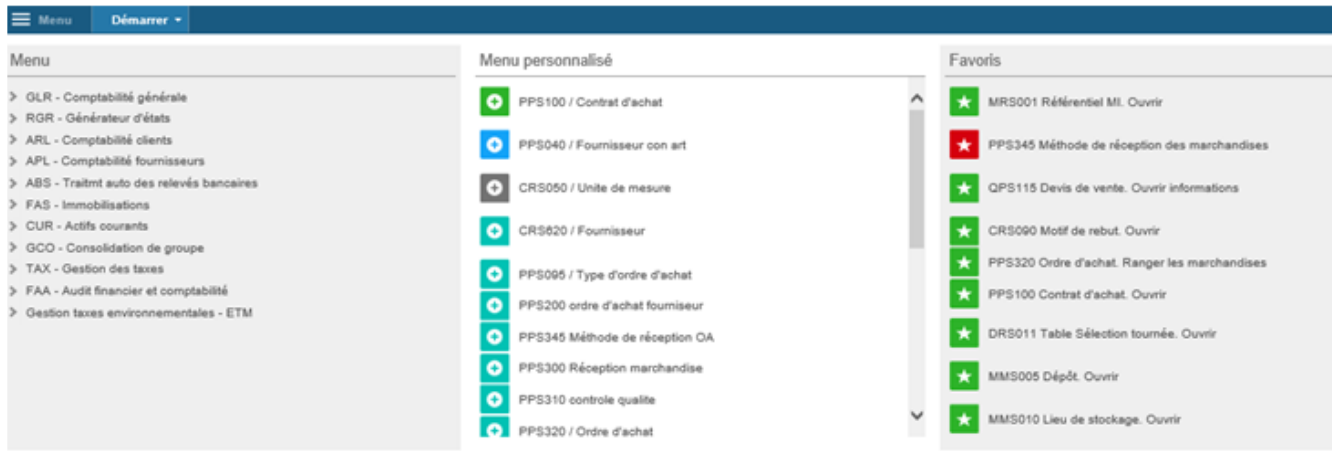 Menu
Démarrer
Menu
GLR - Comptabilité générale
RGR - Générateur d'états
ARL - Comptabilité clients
APL - Comptabilité fournisseurs
ABS - Traitmt auto des relevés bancaires
FAS - Immobilisations
CUR - Actifs courants
GCO - Consolidation de groupe
TAX - Gestion des taxes
FAA - Audit financier et comptabilité
Gestion taxes environnementales - ETM
Menu personnalisé
PPS100 / Contrat d'achat
PPS040 / Fournisseur con art
CRS050 / Unite de mesure
CRS620 / Fournisseur
PPS095 / Type d'ordre d'achat
PPS200 ordre d'achat fourniseur
PPS345 Méthode de réception OA
PPS300 Réception marchandise
PPS310 controle qualite
PPS320 / Ordre d'achat
Favoris
MRS001 Référentiel MI. Ouvrir
PPS345 Méthode de réception des marchandises
QPS115 Devis de vente. Ouvrir informations
CRS090 Motif de rebut. Ouvrir
PPS320 Ordre d'achat. Ranger les marchandises
PPS100 Contrat d'achat. Ouvrir
DRS011 Table Sélection tournée. Ouvrir
MMS005 Dépôt. Ouvrir
MMS010 Lieu de stockage. Ouvrir